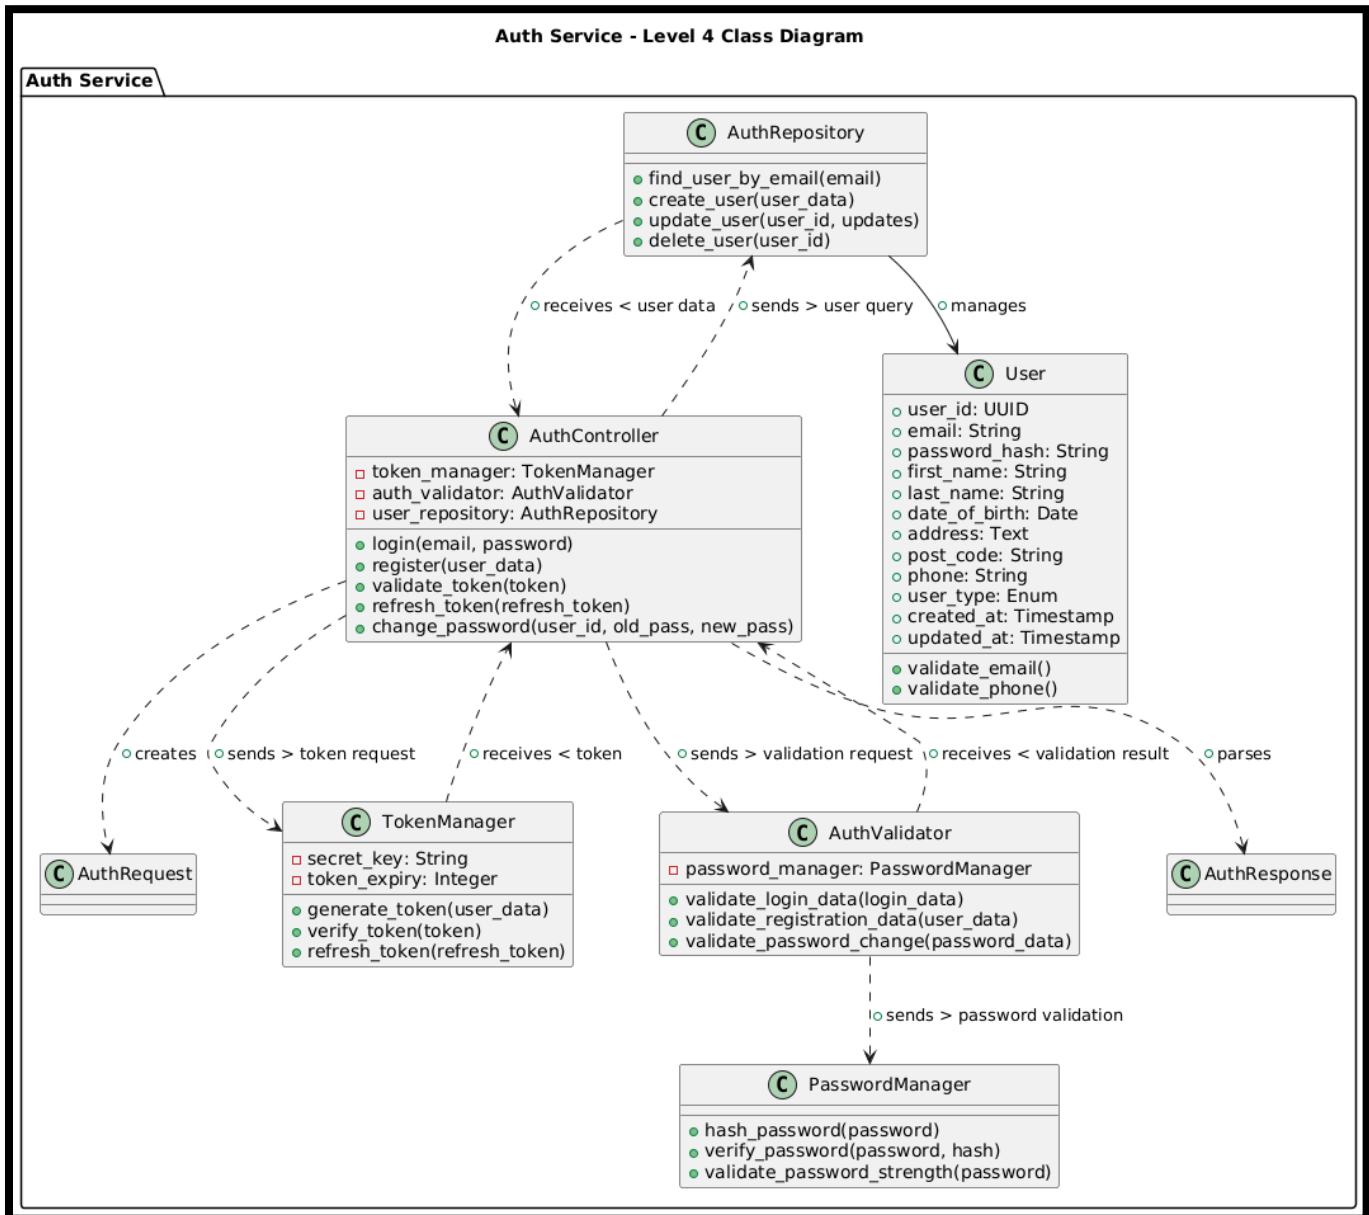 Auth Service - Level 4 Class Diagram
Auth Service
C AuthRepository
find_user_by_email(email)
create_user(user_data)
update_user(user_id, updates)
delete_user(user_id)
receives < user data
sends > user query
manages
C User
user_id: UUID
email: String
password_hash: String
first_name: String
last_name: String
date_of_birth: Date
address: Text
post_code: String
phone: String
user_type: Enum
created_at: Timestamp
updated_at: Timestamp
validate_email()
validate_phone()
C AuthController
token_manager: TokenManager
auth_validator: AuthValidator
user_repository: AuthRepository
login(email, password)
register(user_data)
validate_token(token)
refresh_token(refresh_token)
change_password(user_id, old_pass, new_pass)
creates
sends > token request
receives < token
sends > validation request
receives < validation result
parses
C AuthRequest
C TokenManager
secret_key: String
token_expiry: Integer
generate_token(user_data)
verify_token(token)
refresh_token(refresh_token)
C AuthValidator
password_manager: PasswordManager
validate_login_data(login_data)
validate_registration_data(user_data)
validate_password_change(password_data)
C AuthResponse
sends > password validation
C PasswordManager
hash_password(password)
verify_password(password, hash)
validate_password_strength(password)